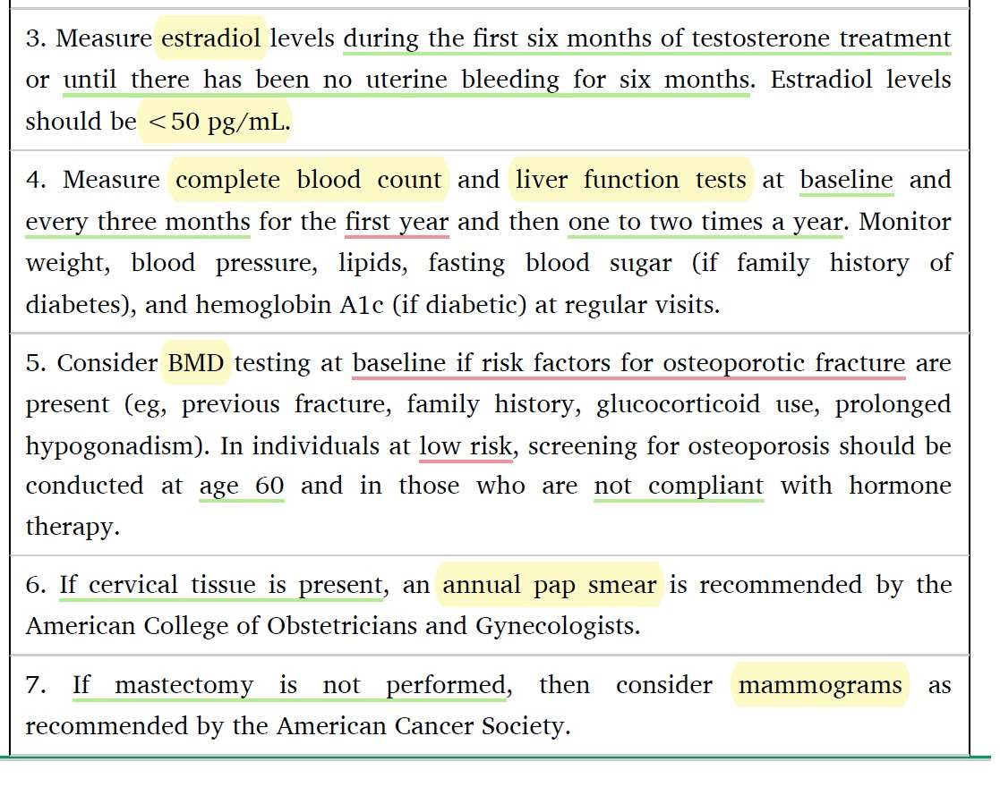 3. Measure estradiol levels during the first six months of testosterone treatment
or until there has been no uterine bleeding for six months. Estradiol levels
should be <50 pg/mL.
4. Measure complete blood count and liver function tests at baseline and
every three months for the first year and then one to two times a year. Monitor
weight, blood pressure, lipids, fasting blood sugar (if family history of
diabetes), and hemoglobin A1c (if diabetic) at regular visits.
5. Consider BMD testing at baseline if risk factors for osteoporotic fracture are
present (eg, previous fracture, family history, glucocorticoid use, prolonged
hypogonadism). In individuals at low risk, screening for osteoporosis should be
conducted at age 60 and in those who are not compliant with hormone
therapy.
6. If cervical tissue is present, an annual pap smear is recommended by the
American College of Obstetricians and Gynecologists.
7. If mastectomy is not performed, then consider mammograms as
recommended by the American Cancer Society.